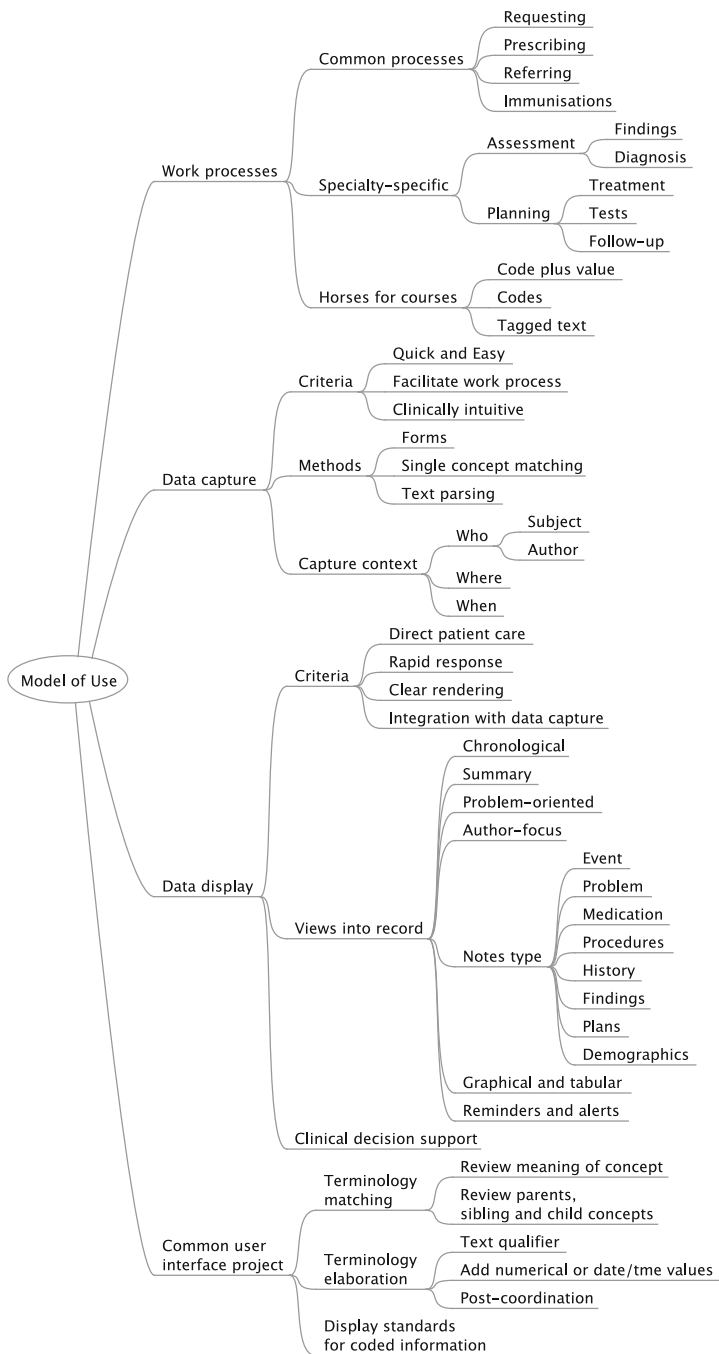 Model of Use
Work processes
Common processes
Requesting
Prescribing
Referring
Immunisations
Specialty-specific
Assessment
Findings
Diagnosis
Planning
Treatment
Tests
Follow-up
Horses for courses
Code plus value
Codes
Tagged text
Data capture
Criteria
Quick and Easy
Facilitate work process
Clinically intuitive
Methods
Forms
Single concept matching
Text parsing
Capture context
Who
Subject
Author
Where
When
Data display
Criteria
Direct patient care
Rapid response
Clear rendering
Integration with data capture
Views into record
Chronological
Summary
Problem-oriented
Author-focus
Notes type
Event
Problem
Medication
Procedures
History
Findings
Plans
Demographics
Graphical and tabular
Reminders and alerts
Clinical decision support
Common user
interface project
Terminology
matching
Review meaning of concept
Review parents,
sibling and child concepts
Terminology
elaboration
Text qualifier
Add numerical or date/tme values
Post-coordination
Display standards
for coded information